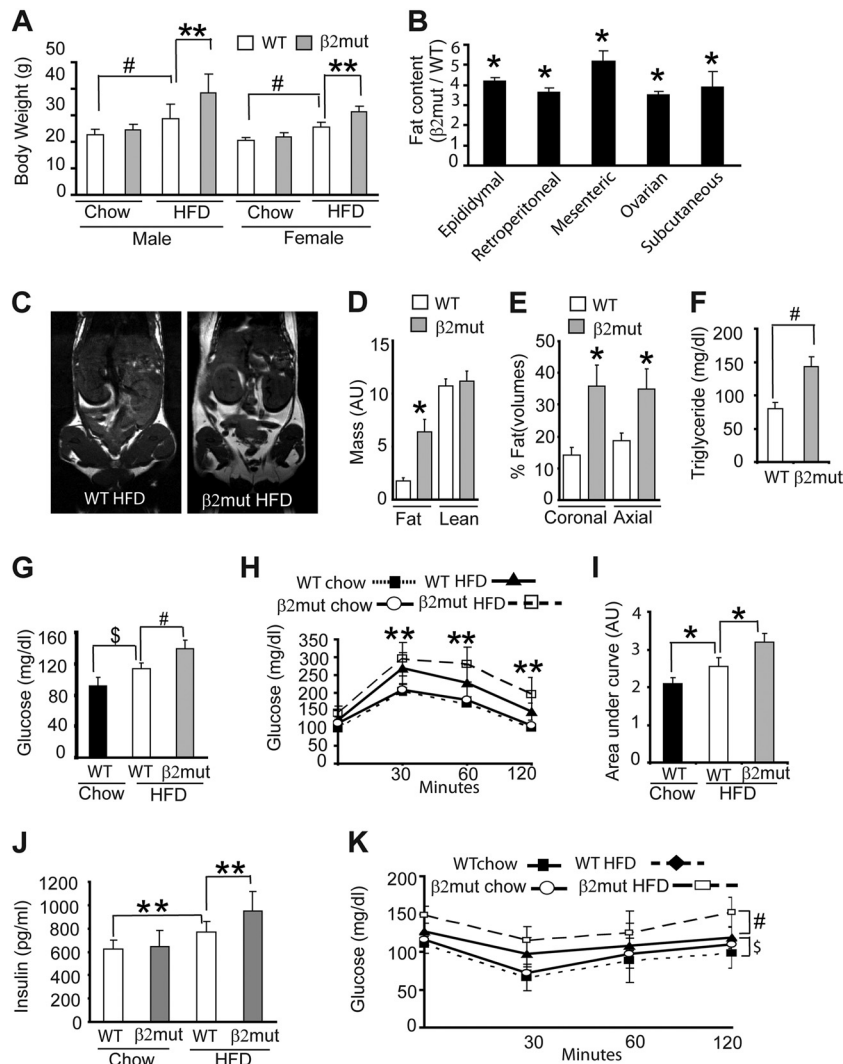 A
**
**
#
#
WT
β2mut
Body Weight (g)
50
40
30
20
10
0
Chow
HFD
Chow
HFD
Male
Female
B
Fat content
(β2mut / WT)
6
5
4
3
2
1
0
*
*
*
*
*
Epididymal
Retroperitoneal
Mesenteric
Ovarian
Subcutaneous
C
WT HFD
β2mut HFD
D
WT
β2mut
Mass (AU)
15
10
5
0
*
Fat
Lean
E
WT
β2mut
% Fat(volumes)
50
40
30
20
10
0
*
*
Coronal
Axial
F
Triglyceride (mg/dl)
200
150
100
50
0
#
WT
β2mut
G
Glucose (mg/dl)
160
120
80
40
0
$
#
WT
WT
β2mut
Chow
HFD
H
WT chow
WT HFD
β2mut chow
β2mut HFD
Glucose (mg/dl)
350
300
250
200
150
100
50
0
**
**
**
30
60
120
Minutes
I
Area under curve (AU)
4
3
2
1
0
*
*
WT
WT
β2mut
Chow
HFD
J
Insulin (pg/ml)
1200
1000
800
600
400
200
0
**
**
WT
β2mut
WT
β2mut
Chow
HFD
K
WTchow
WT HFD
β2mut chow
β2mut HFD
Glucose (mg/dl)
200
150
100
50
0
#
$
30
60
120
Minutes